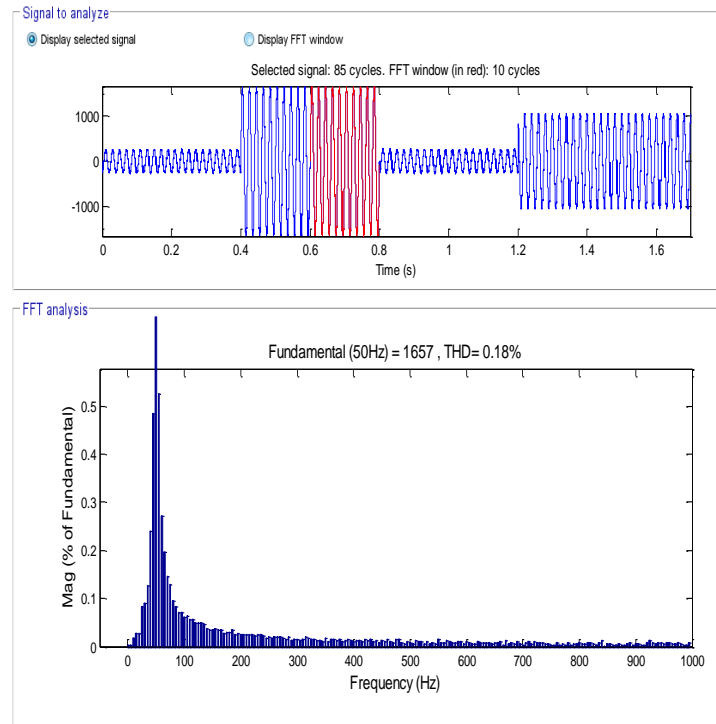 Signal to analyze
Display selected signal Display FFT window
Selected signal: 85 cycles. FFT window (in red): 10 cycles
1000
0
-1000
0 0.2 0.4 0.6 0.8 1 1.2 1.4 1.6
Time (s)
FFT analysis
Fundamental (50Hz) = 1657 , THD= 0.18%
0.5
0.4
0.3
0.2
0.1
0
Mag (% of Fundamental)
0 100 200 300 400 500 600 700 800 900 1000
Frequency (Hz)